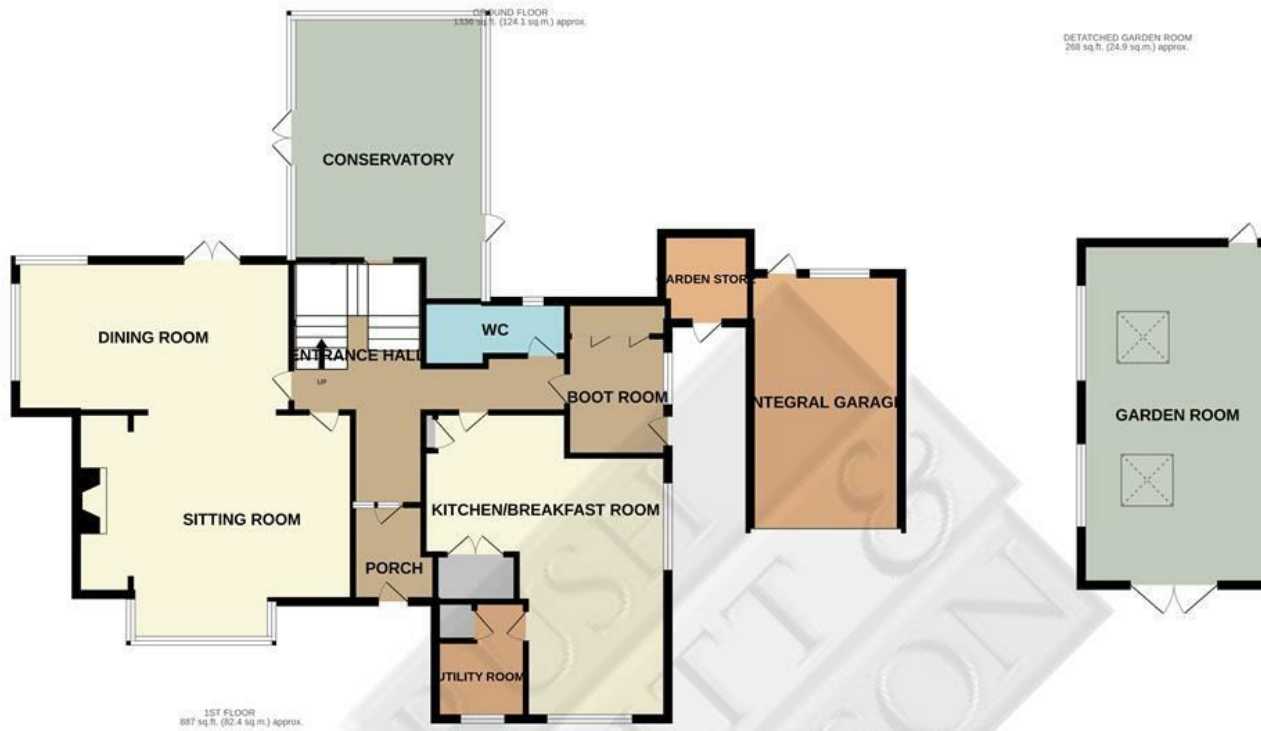 GROUND FLOOR
1336 sq.ft. (124.1 sq.m.) approx.
DETATCHED GARDEN ROOM
268 sq.ft. (24.9 sq.m.) approx.
CONSERVATORY
GARDEN STORE
DINING ROOM
WC
ENTRANCE HALL
UP
BOOT ROOM
INTEGRAL GARAGE
GARDEN ROOM
SITTING ROOM
KITCHEN/BREAKFAST ROOM
PORCH
UTILITY ROOM
1ST FLOOR
887 sq.ft. (82.4 sq.m.) approx.